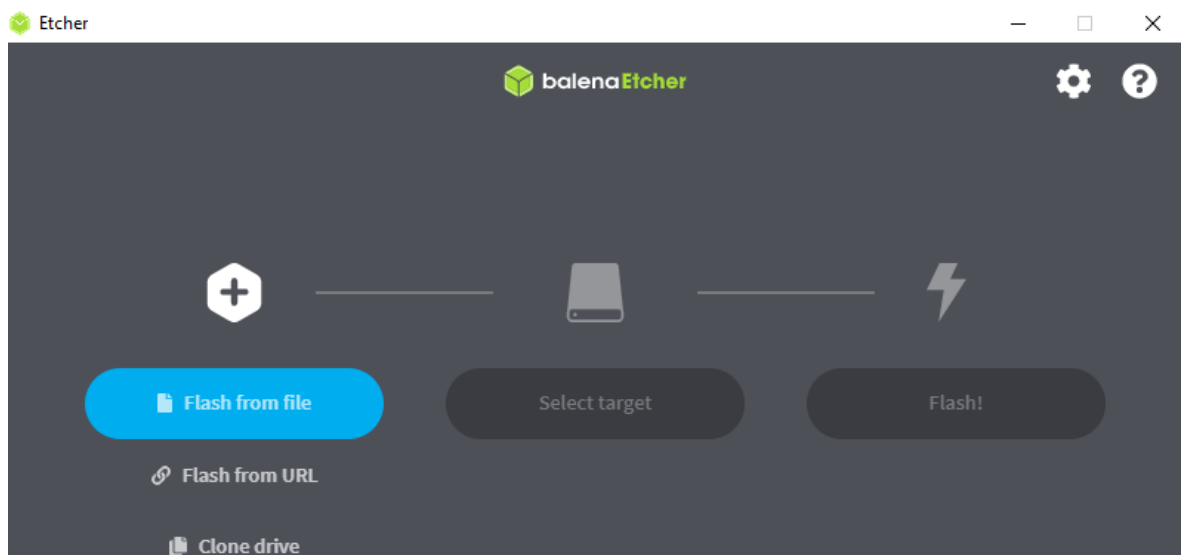 Etcher
balenaEtcher
Flash from file
Select target
Flash!
Flash from URL
Clone drive